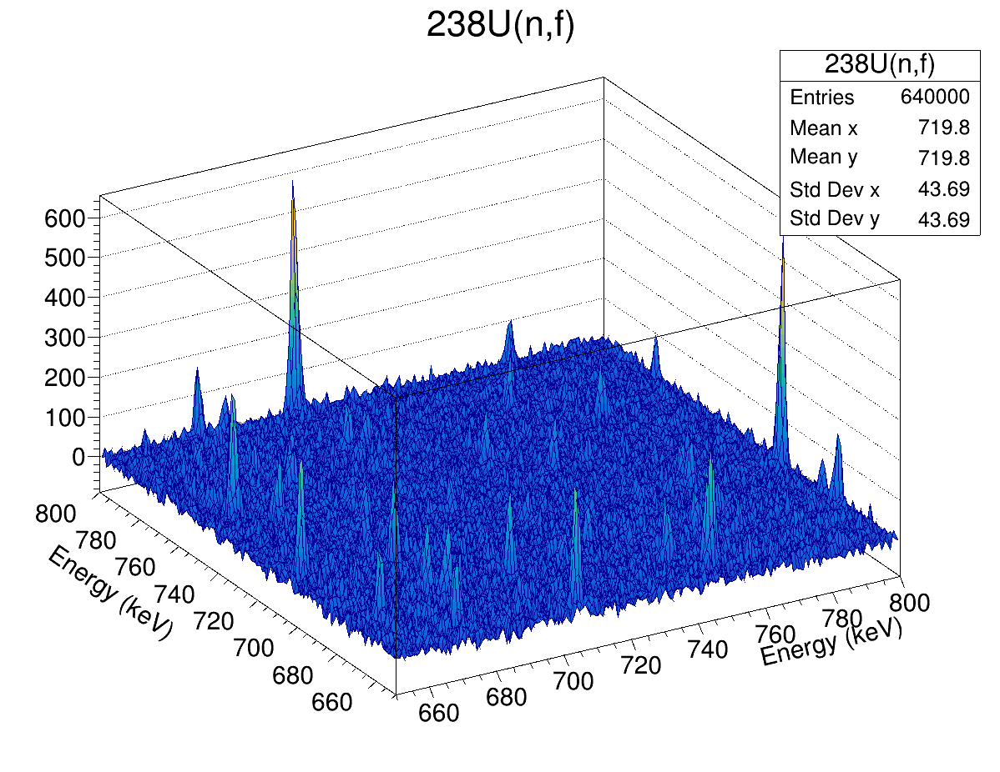 238U(n,f)
238U(n,f)
Entries 640000
Mean x 719.8
Mean y 719.8
Std Dev x 43.69
Std Dev y 43.69
600
500
400
300
200
100
0
800
780
760
740
720
700
680
660
Energy (keV)
660
680
700
720
740
760
780
800
Energy (keV)